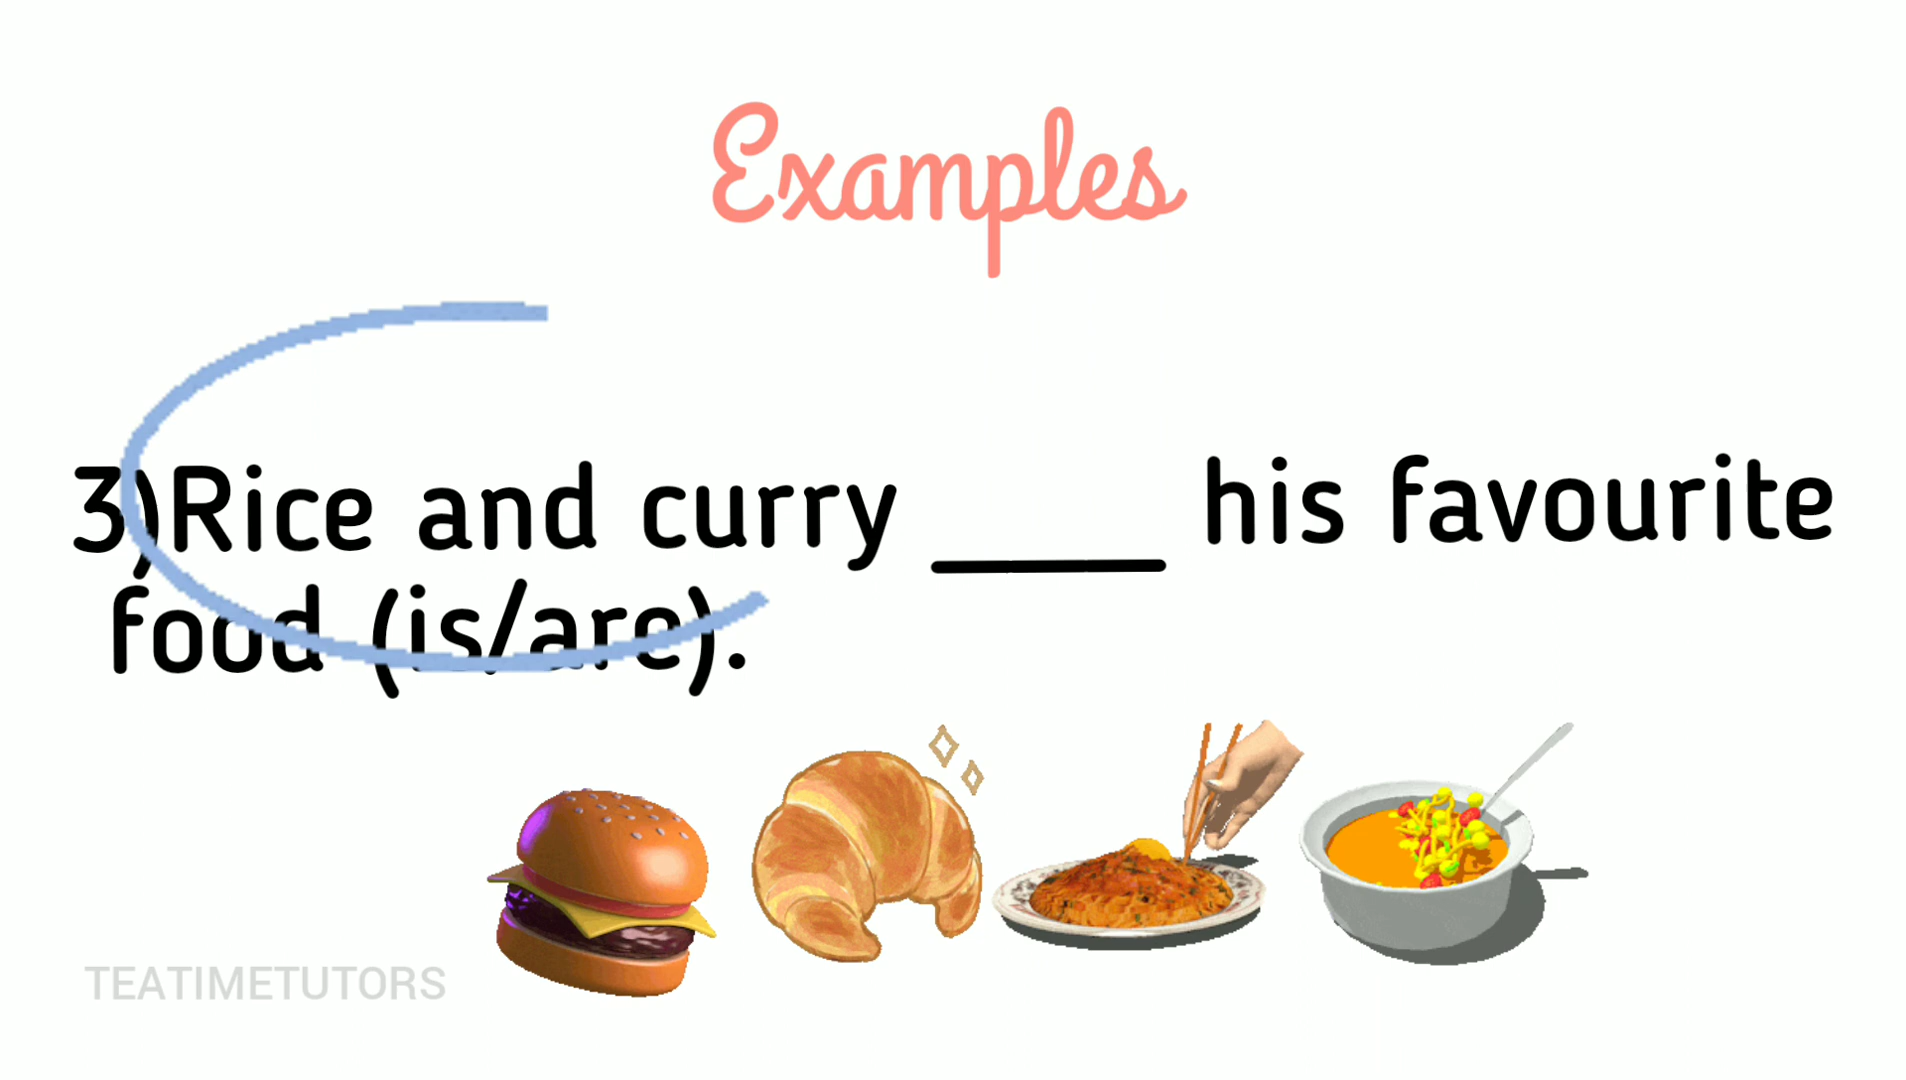 Examples
3)Rice and curry ____ his favourite
food (is/are).
TEATIMETUTORS